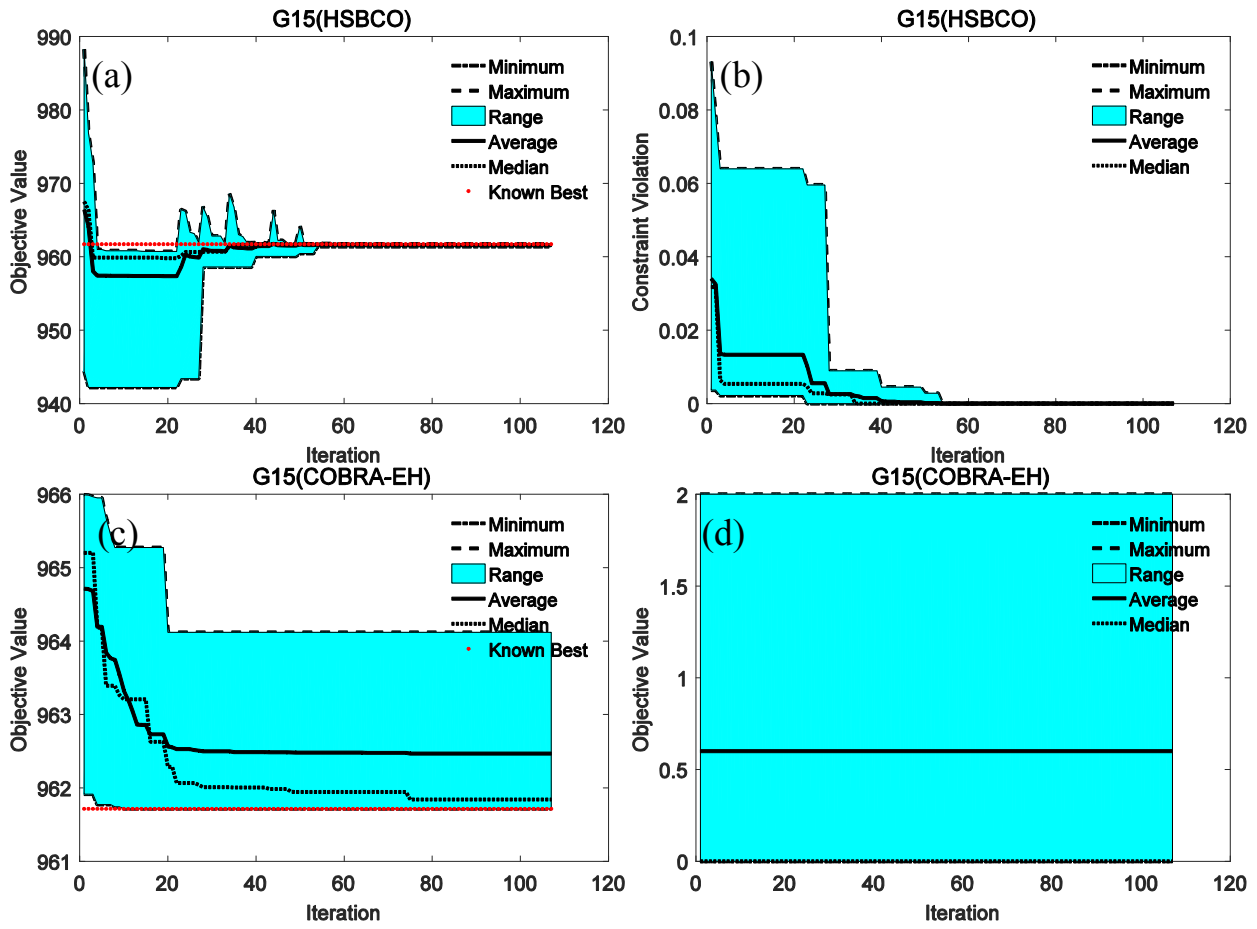 G15(HSBCO)
(a)
Objective Value
990
980
970
960
950
940
0 20 40 60 80 100 120
Iteration
Minimum
Maximum
Range
Average
Median
Known Best
G15(HSBCO)
(b)
Constraint Violation
0.1
0.08
0.06
0.04
0.02
0
0 20 40 60 80 100 120
Iteration
Minimum
Maximum
Range
Average
Median
G15(COBRA-EH)
(c)
Objective Value
966
965
964
963
962
961
0 20 40 60 80 100 120
Iteration
Minimum
Maximum
Range
Average
Median
Known Best
G15(COBRA-EH)
(d)
Objective Value
2
1.5
1
0.5
0
0 20 40 60 80 100 120
Iteration
Minimum
Maximum
Range
Average
Median